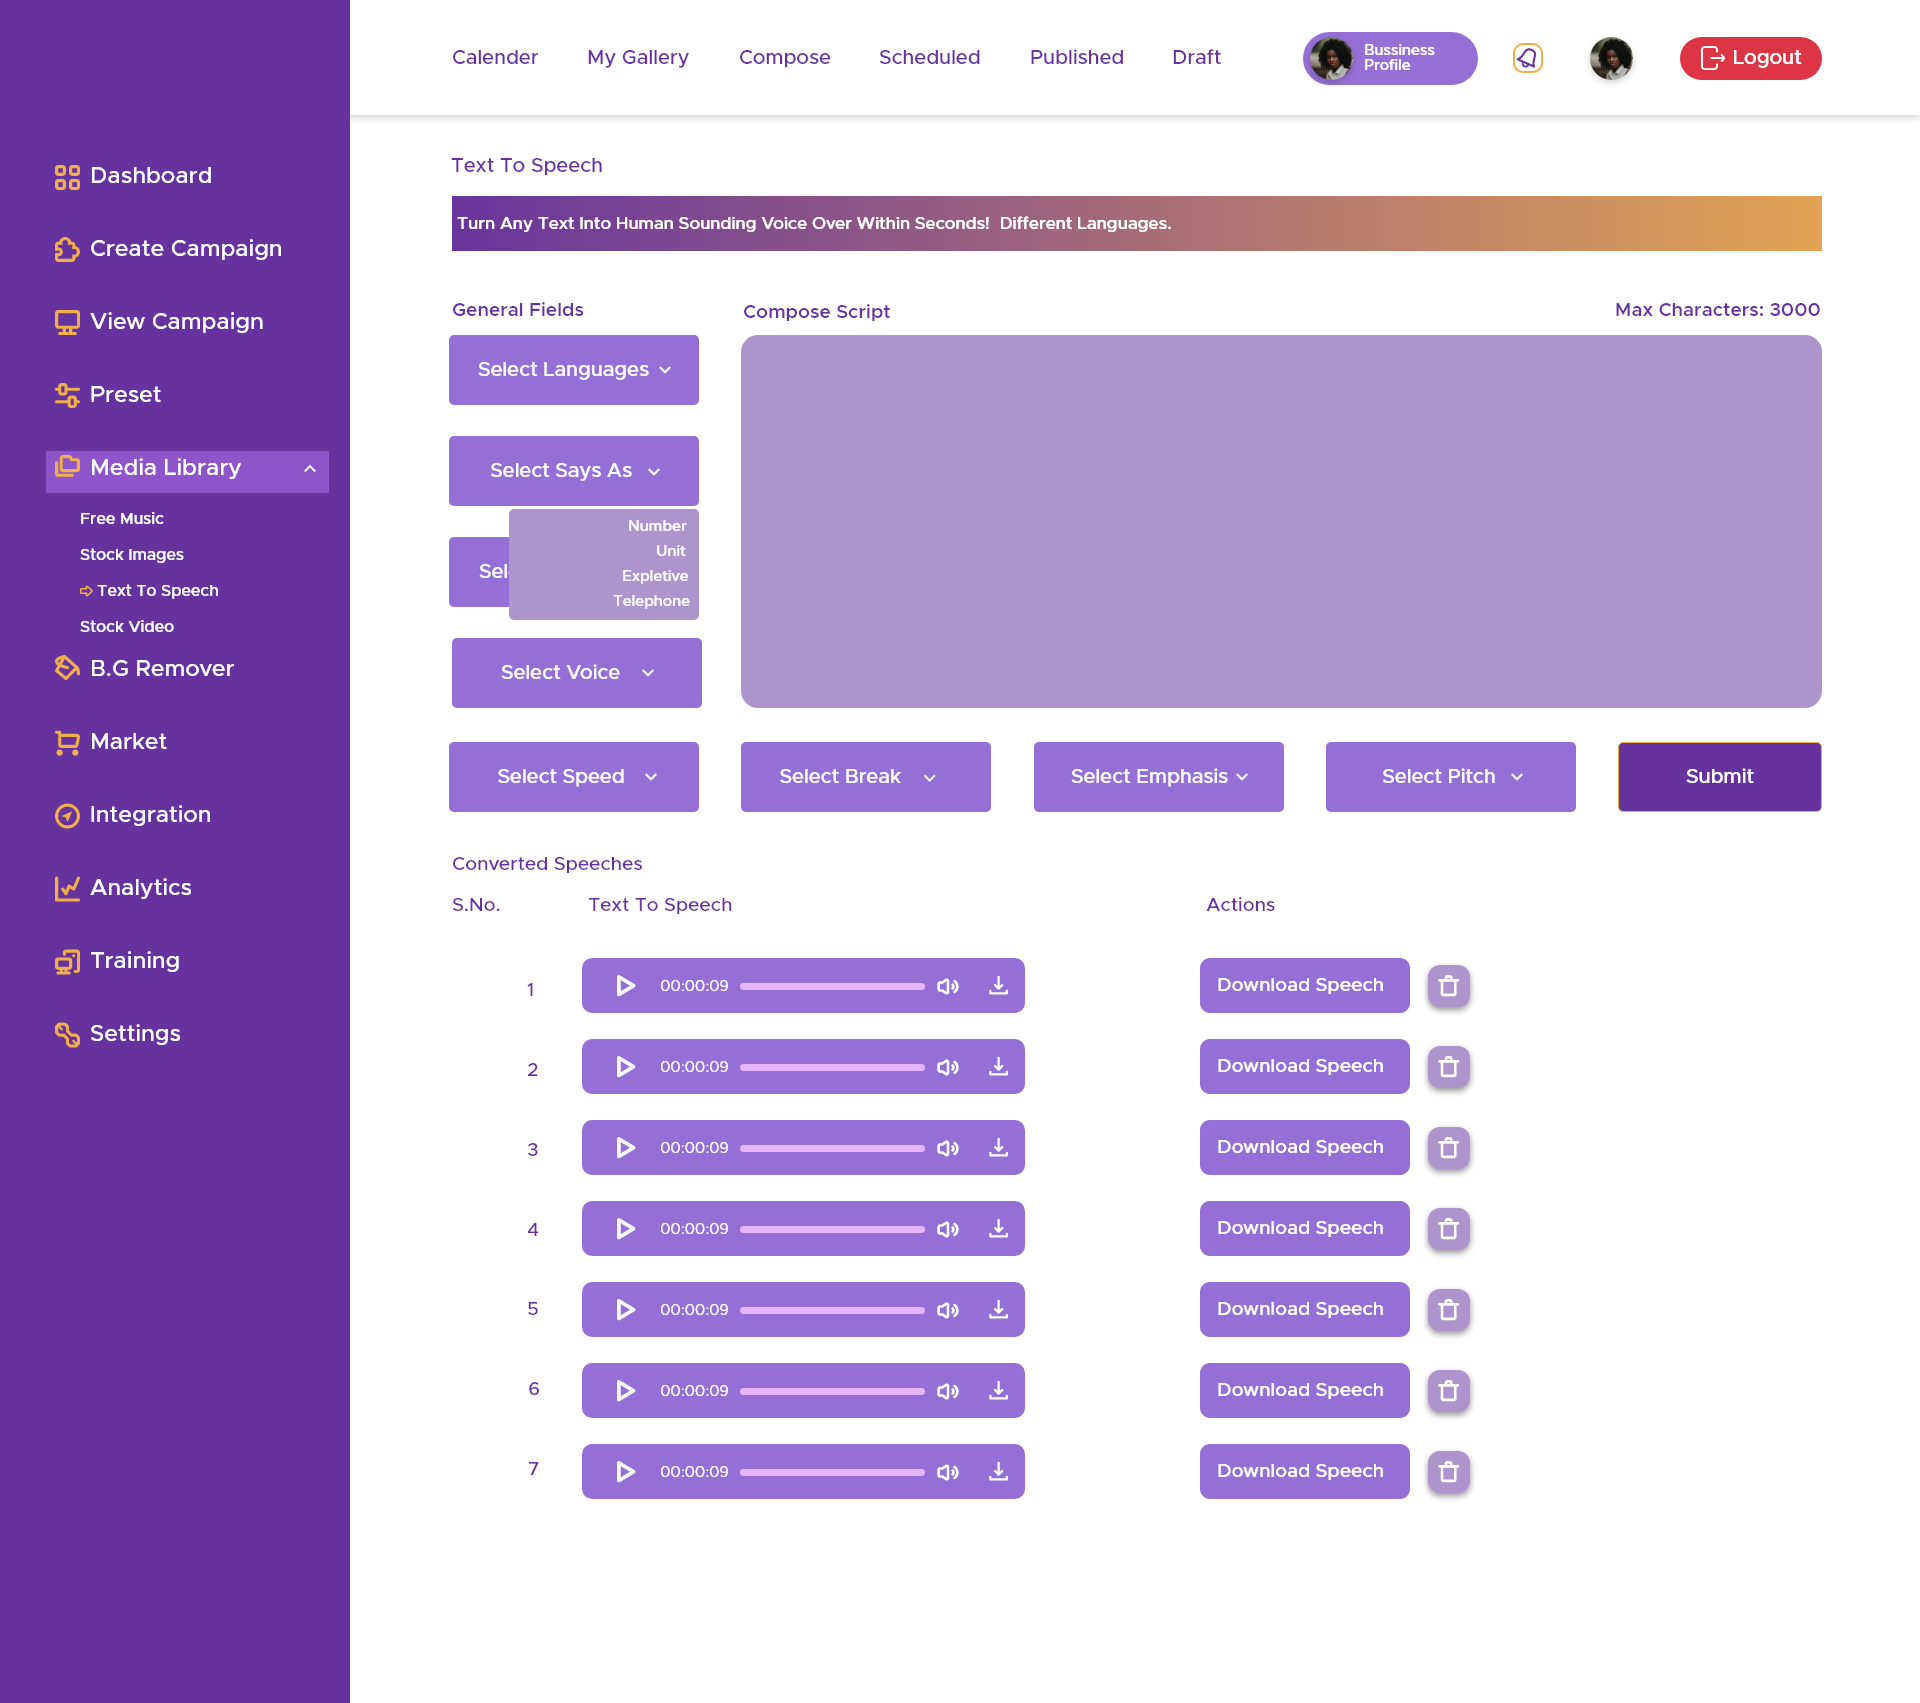 Calender
My Gallery
Compose
Scheduled
Published
Draft
Bussiness
Profile
Logout
Dashboard
Create Campaign
View Campaign
Preset
Media Library
Free Music
Stock Images
Text To Speech
Stock Video
B.G Remover
Market
Integration
Analytics
Training
Settings
Text To Speech
Turn Any Text Into Human Sounding Voice Over Within Seconds!  Different Languages.
General Fields
Compose Script
Max Characters: 3000
Select Languages
Select Says As
Number
Unit
Expletive
Telephone
Select Voice
Select Speed
Select Break
Select Emphasis
Select Pitch
Submit
Converted Speeches
S.No.
Text To Speech
Actions
1
00:00:09
Download Speech
2
00:00:09
Download Speech
3
00:00:09
Download Speech
4
00:00:09
Download Speech
5
00:00:09
Download Speech
6
00:00:09
Download Speech
7
00:00:09
Download Speech